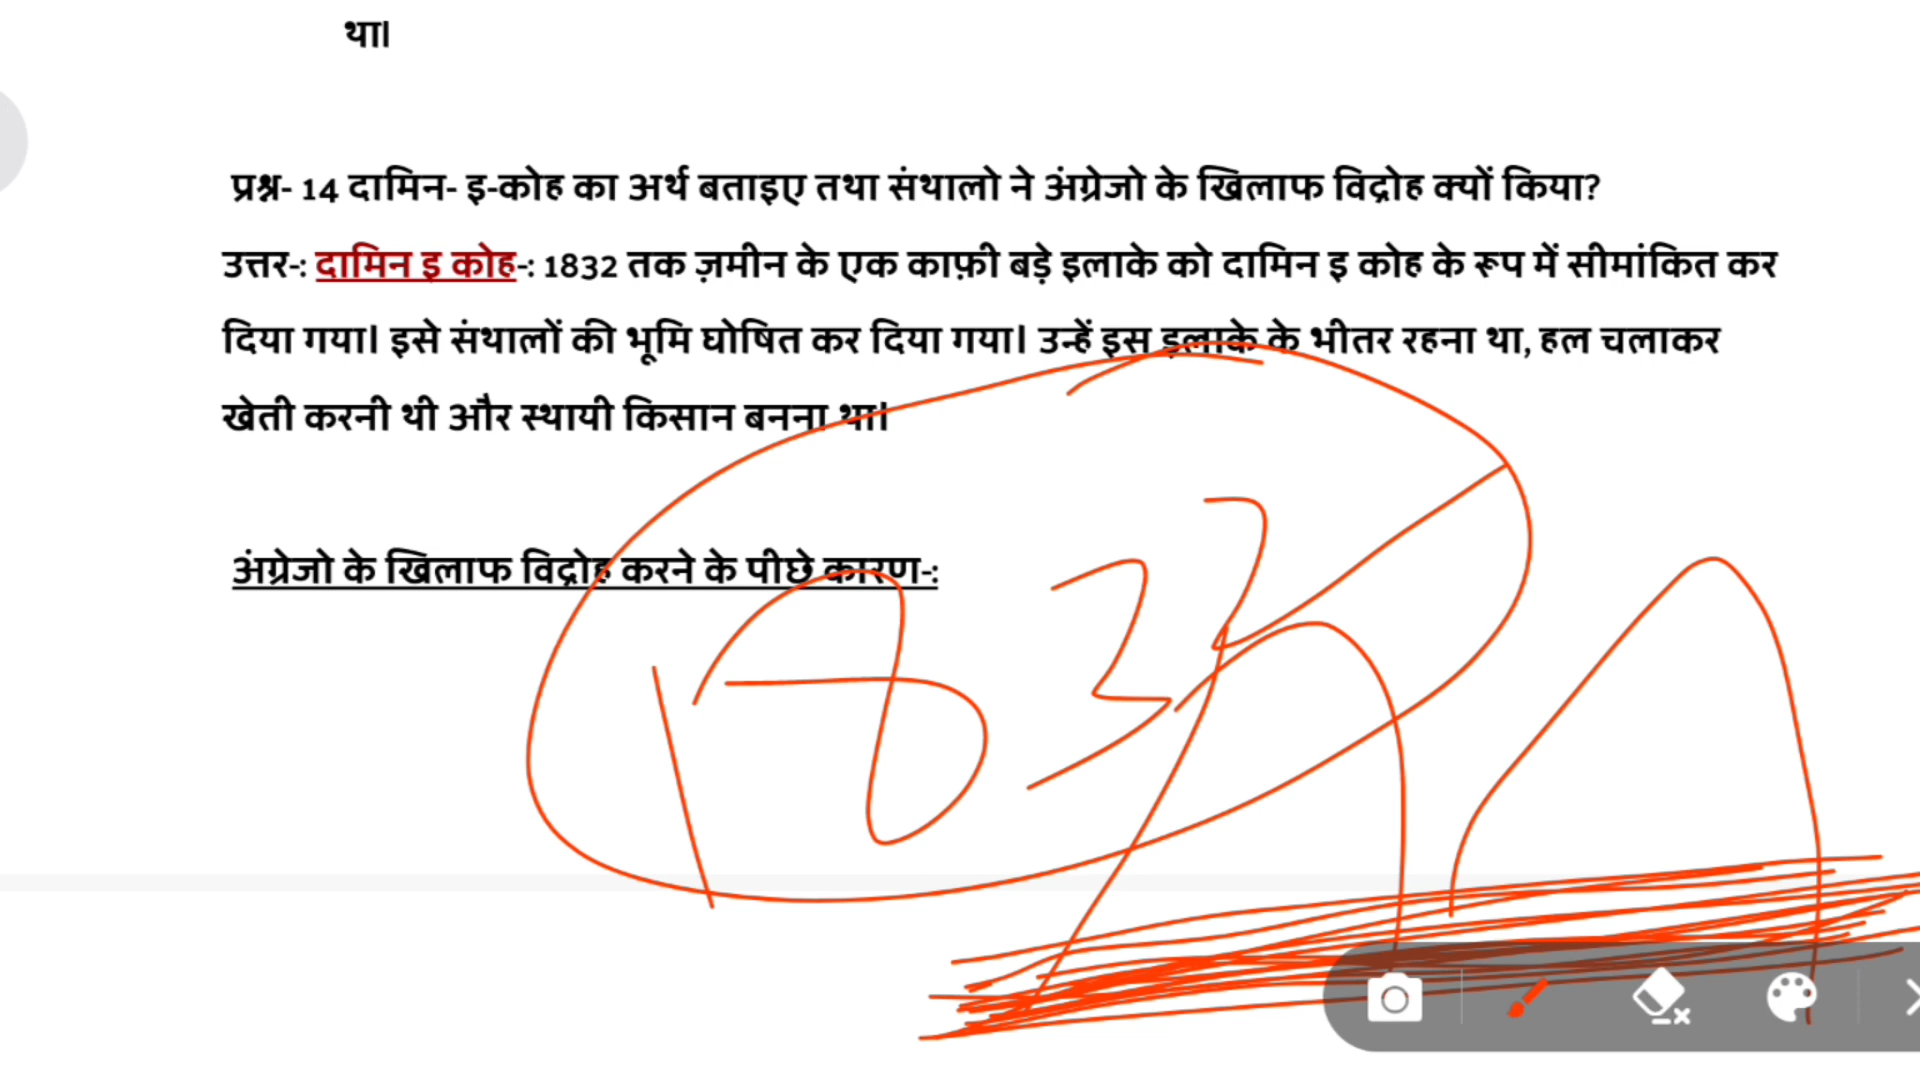 था।
प्रश्न- 14 दामिन- इ-कोह का अर्थ बताइए तथा संथालो ने अंग्रेजो के खिलाफ विद्रोह क्यों किया?
उत्तर-: दामिन इ कोह-: 1832 तक ज़मीन के एक काफ़ी बड़े इलाके को दामिन इ कोह के रूप में सीमांकित कर
दिया गया। इसे संथालों की भूमि घोषित कर दिया गया। उन्हें इस इलाके के भीतर रहना था, हल चलाकर
खेती करनी थी और स्थायी किसान बनना था।
अंग्रेजो के खिलाफ विद्रोह करने के पीछे कारण-: